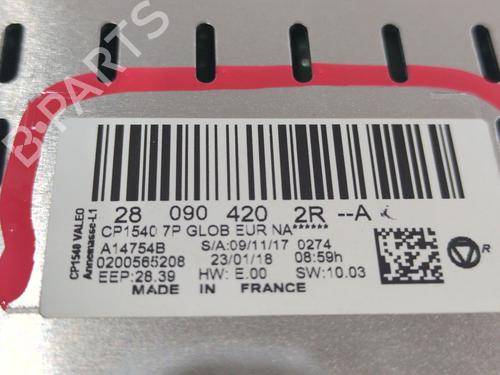 B-PARTS
CP1540 VALEO
Annemasse-L1
28 090 420 2R --A
CP1540 7P GLOB EUR NA******
A14754B S/A:09/11/17 0274
0200565208 23/01/18 08:59h
EEP:28.39 HW: E.00 SW:10.03
MADE IN FRANCE
R